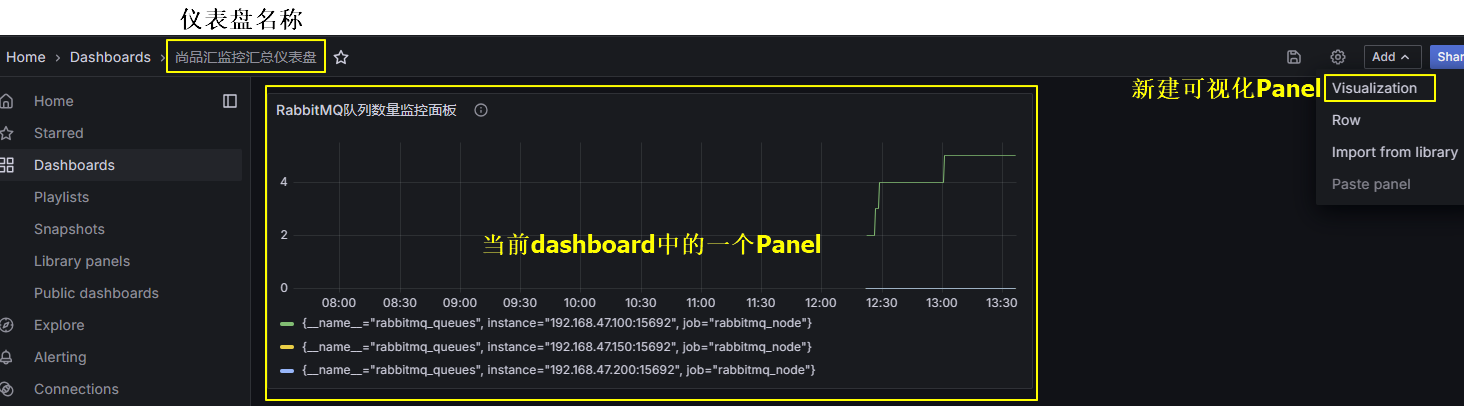 仪表盘名称
Home › Dashboards › 尚品汇监控汇总仪表盘
Add
Shar
新建可视化Panel
Visualization
Row
Import from library
Paste panel
Home
Starred
Dashboards
Playlists
Snapshots
Library panels
Public dashboards
Explore
Alerting
Connections
RabbitMQ队列数量监控面板
4
2
0
当前dashboard中的一个Panel
08:00 08:30 09:00 09:30 10:00 10:30 11:00 11:30 12:00 12:30 13:00 13:30
{__name__="rabbitmq_queues", instance="192.168.47.100:15692", job="rabbitmq_node"}
{__name__="rabbitmq_queues", instance="192.168.47.150:15692", job="rabbitmq_node"}
{__name__="rabbitmq_queues", instance="192.168.47.200:15692", job="rabbitmq_node"}